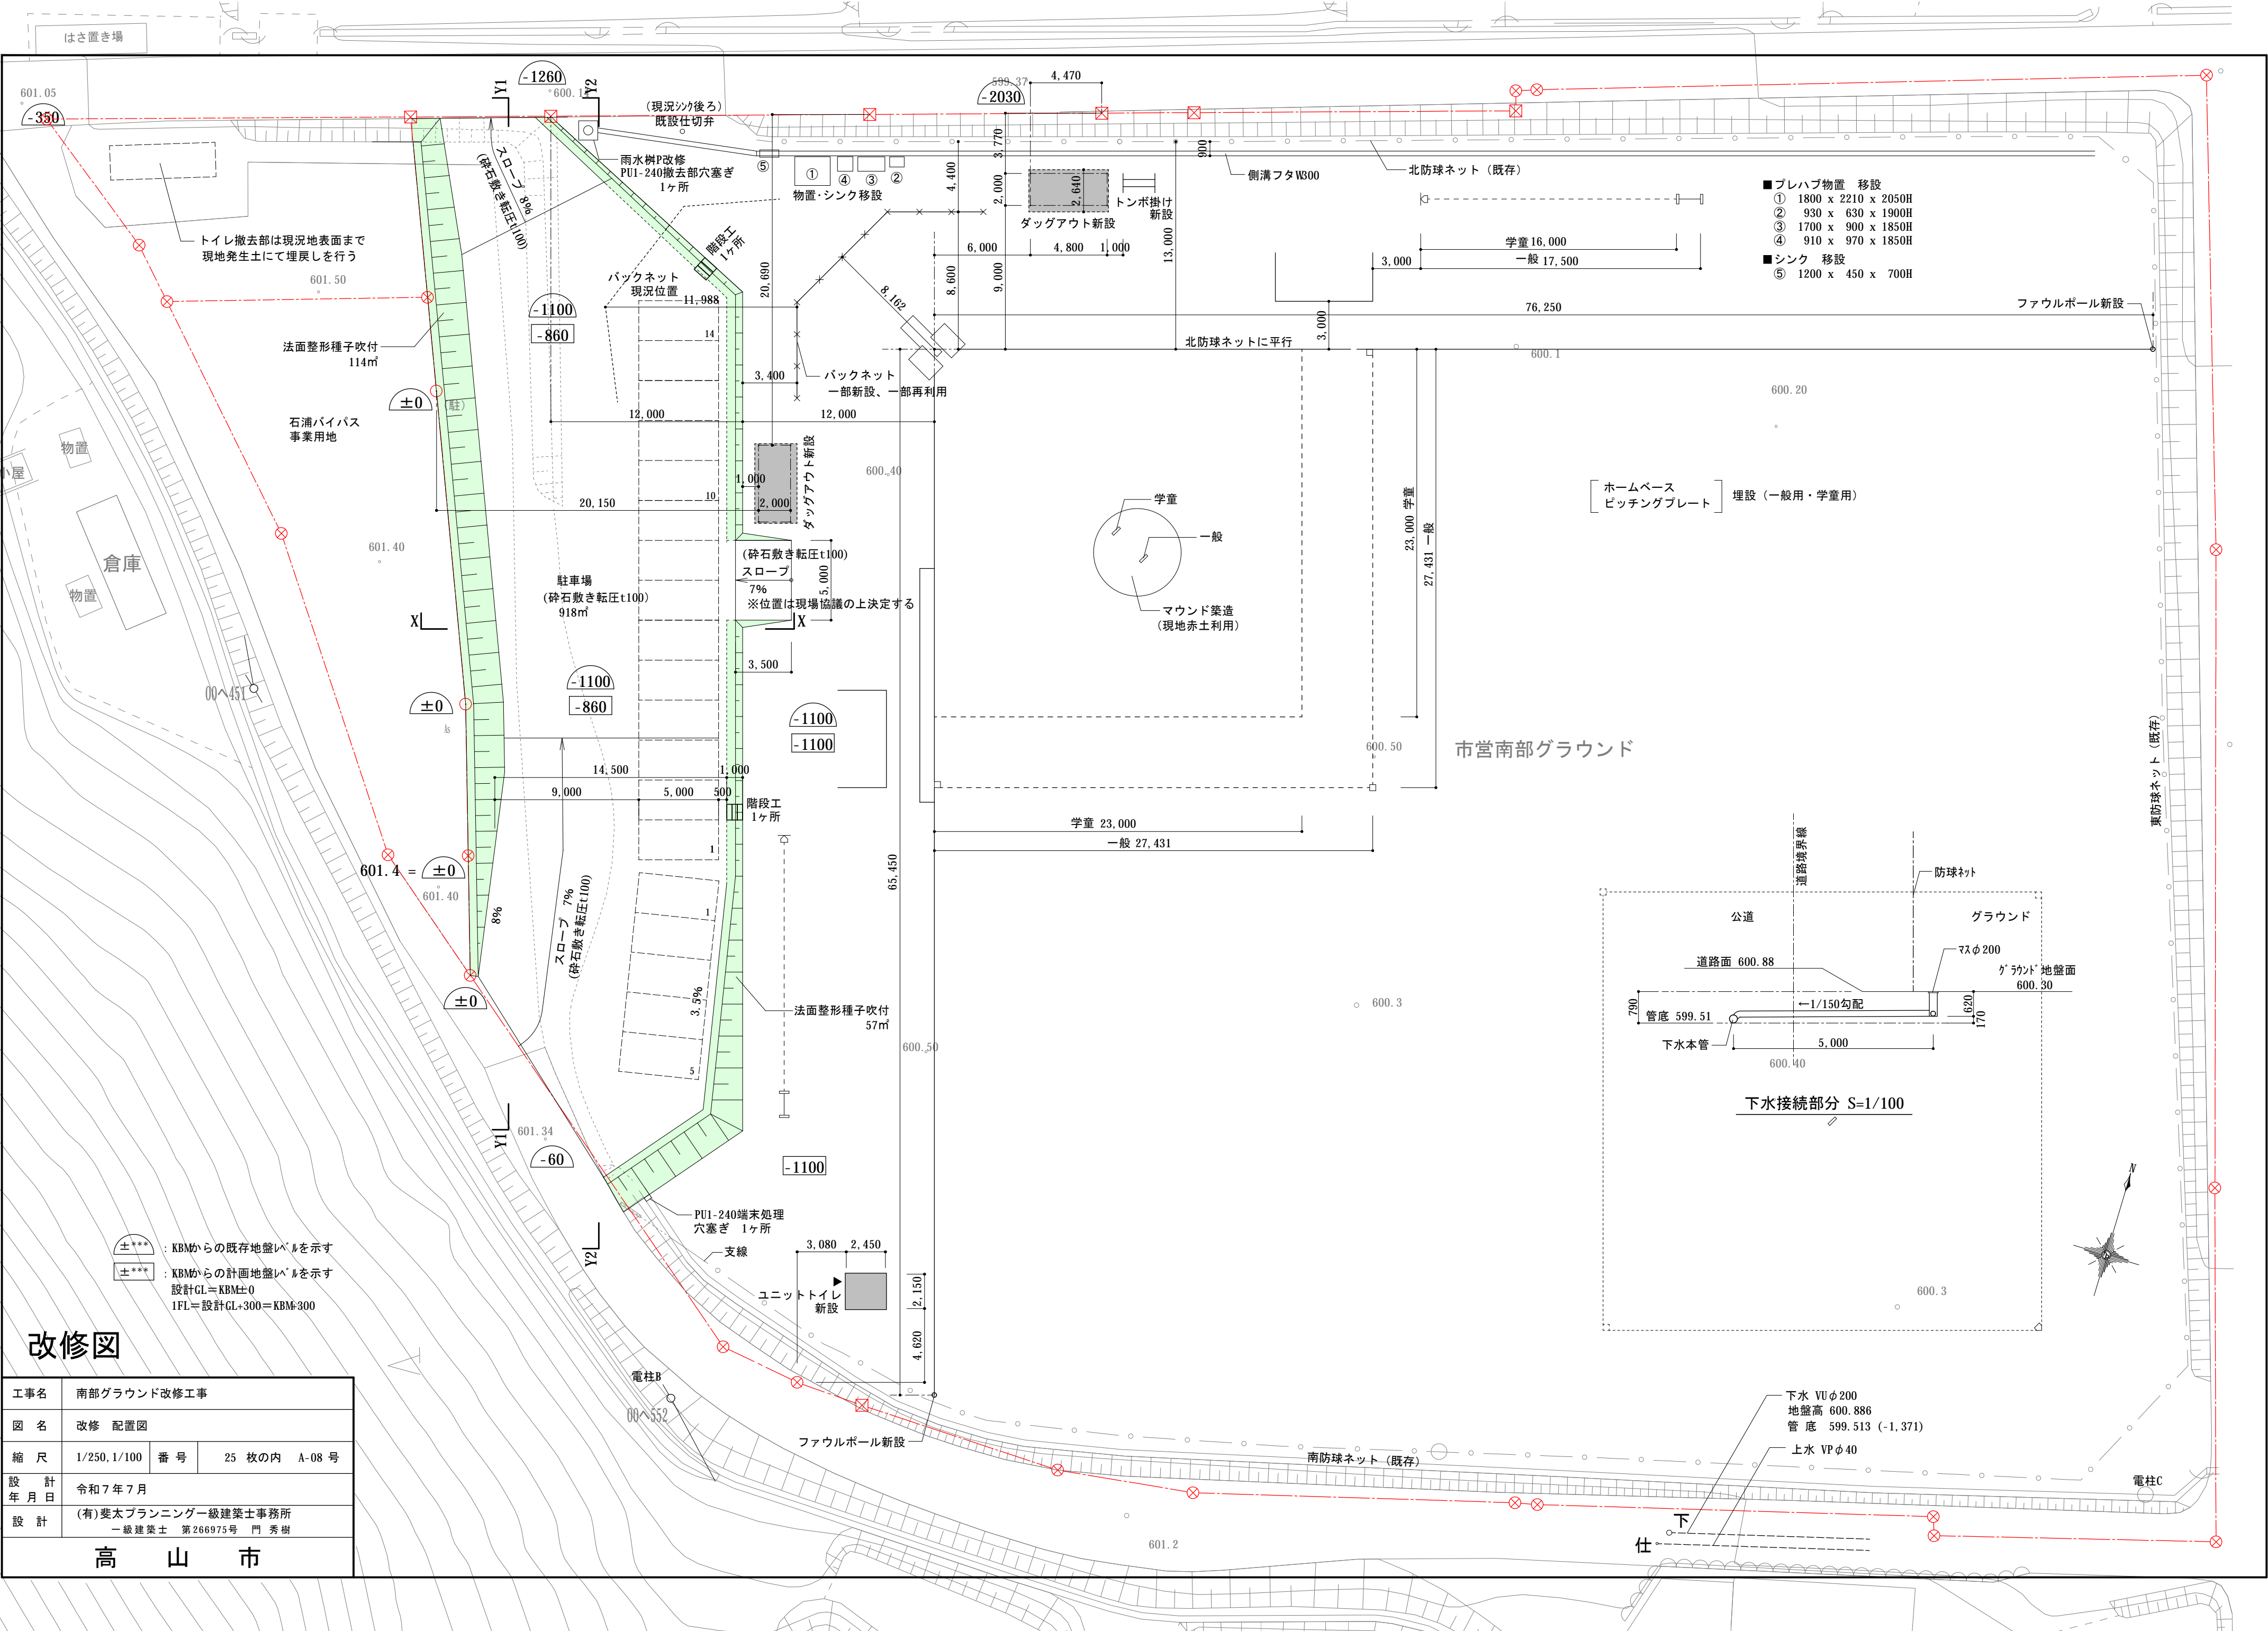 はさ置き場
601.05
-350
-1260
600.1
Y1
Y2
(現況ｼﾝｸ後ろ)
既設仕切弁
599.37
-2030
4,470
スロープ 8%
(砕石敷き転圧t100)
雨水桝P改修
PU1-240撤去部穴塞ぎ
1ヶ所
⑤
①
④
③
②
物置･シンク移設
4,400
3,770
2,000
2,640
ダッグアウト新設
トンボ掛け
新設
900
側溝フタW300
北防球ネット（既存）
■プレハブ物置　移設
① 1800 x 2210 x 2050H
② 930 x 630 x 1900H
③ 1700 x 900 x 1850H
④ 910 x 970 x 1850H
■シンク　移設
⑤ 1200 x 450 x 700H
トイレ撤去部は現況地表面まで
現地発生土にて埋戻しを行う
601.50
階段工
1ヶ所
バックネット
現況位置
11,988
20,690
8,162
8,600
9,000
6,000
4,800
1,000
13,000
学童16,000
一般 17,500
3,000
3,000
76,250
ファウルポール新設
-1100
-860
14
法面整形種子吹付
114㎡
北防球ネットに平行
600.1
3,400
バックネット
一部新設、一部再利用
600.20
±0
(駐)
12,000
12,000
石浦バイパス
事業用地
物置
小屋
600.40
1,000
2,000
10
20,150
ダッグアウト新設
学童
一般
23,000 学童
27,431 一般
ホームベース
ピッチングプレート
埋設（一般用・学童用）
601.40
倉庫
物置
(砕石敷き転圧t100)
スロープ
7%
※位置は現場協議の上決定する
5,000
駐車場
(砕石敷き転圧t100)
918㎡
マウンド築造
（現地赤土利用）
X
X
3,500
00へ451
-1100
-860
±0
As
-1100
-1100
600.50
市営南部グラウンド
東防球ネット（既存）
14,500
1,000
9,000
5,000
500
階段工
1ヶ所
学童 23,000
一般 27,431
1
65,450
601.4 = ±0
601.40
8%
スロープ 7%
(砕石敷き転圧t100)
1
道路境界線
防球ﾈｯﾄ
公道
グラウンド
ﾏｽφ200
道路面 600.88
ｸﾞﾗｳﾝﾄﾞ地盤面
600.30
790
←1/150勾配
620
170
管底 599.51
下水本管
5,000
600.40
下水接続部分 S=1/100
±0
3.5%
法面整形種子吹付
57㎡
600.3
600.50
5
Y1
601.34
-60
-1100
N
PU1-240端末処理
穴塞ぎ　1ヶ所
Y2
支線
3,080
2,450
2,150
ユニットトイレ
新設
4,620
600.3
±*** : KBMからの既存地盤ﾚﾍﾞﾙを示す
±*** : KBMからの計画地盤ﾚﾍﾞﾙを示す
設計GL＝KBM±0
1FL＝設計GL+300＝KBM+300
改修図
電柱B
00へ552
ファウルポール新設
南防球ネット（既存）
下水 VUφ200
地盤高 600.886
管 底 599.513 (-1,371)
上水 VPφ40
電柱C
下
仕
601.2
工事名　南部グラウンド改修工事
図 名　改修　配置図
縮 尺　1/250,1/100　番 号　25 枚の内　A-08 号
設 計
年 月 日　令和７年７月
設 計　(有)斐太プランニング一級建築士事務所
一級建築士　第266975号　門 秀樹
高 山 市